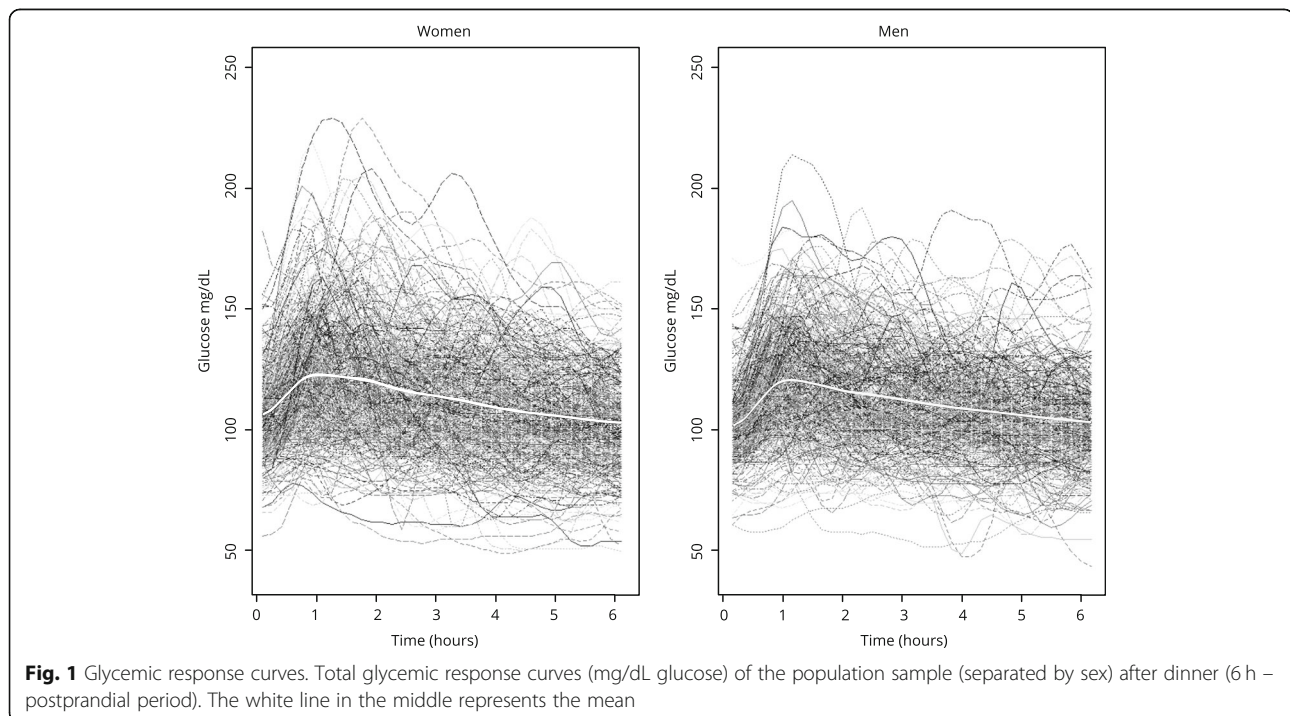 Women
Men
250
200
150
100
50
Glucose mg/dL
0 1 2 3 4 5 6
Time (hours)
250
200
150
100
50
Glucose mg/dL
0 1 2 3 4 5 6
Time (hours)
Fig. 1 Glycemic response curves. Total glycemic response curves (mg/dL glucose) of the population sample (separated by sex) after dinner (6 h –
postprandial period). The white line in the middle represents the mean